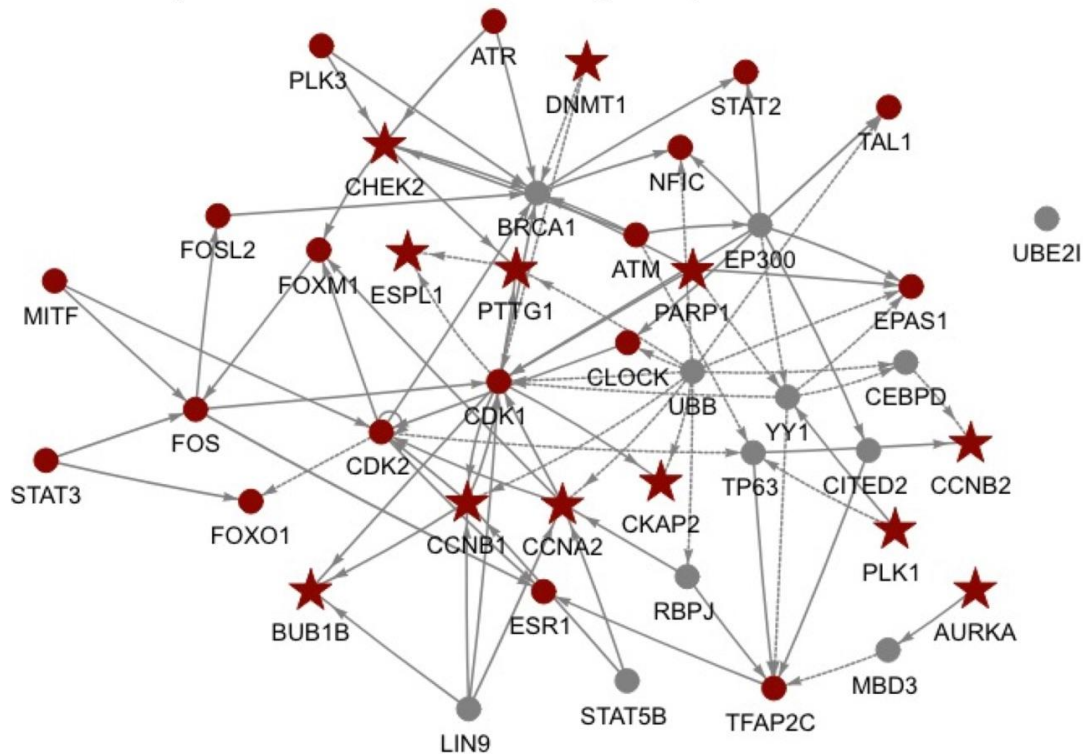 ATR
PLK3
DNMT1
STAT2
TAL1
CHEK2
NFIC
BRCA1
UBE2I
FOSL2
ATM
EP300
FOXM1
ESPL1
PTTG1
PARP1
MITF
EPAS1
CLOCK
UBB
CEBPD
CDK1
YY1
FOS
CDK2
TP63
CITED2
CCNB2
STAT3
FOXO1
CKAP2
CCNB1
CCNA2
PLK1
RBPJ
BUB1B
ESR1
AURKA
MBD3
STAT5B
TFAP2C
LIN9